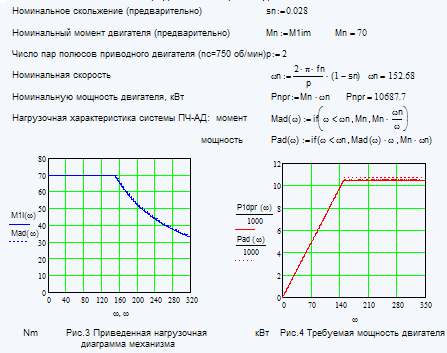 Номинальное скольжение (предварительно) sn := 0.028
Номинальный момент двигателя (предварительно) Mn := M1im Mn = 70
Число пар полюсов приводного двигателя (nc=750 об/мин) p := 2
Номинальная скорость ωn := 2·π·fn / p ·(1 − sn) ωn = 152.68
Номинальную мощность двигателя, кВт Pnpr := Mn·ωn Pnpr = 10687.7
Нагрузочная характеристика системы ПЧ-АД: момент Mad(ω) := if(ω < ωn, Mn, Mn·ωn/ω)
мощность Pad(ω) := if(ω < ωn, Mad(ω)·ω, Mn·ωn)
80
70
60
50
40
30
20
10
0
M1l(ω)
Mad(ω)
0 40 80 120 160 200 240 280 320
ω, ω
12
10
8
6
4
2
0
P1dpr(ω)
1000
Pad(ω)
1000
0 70 140 210 280 350
ω
Nm Рис.3 Приведенная нагрузочная диаграмма механизма
кВт Рис.4 Требуемая мощность двигателя